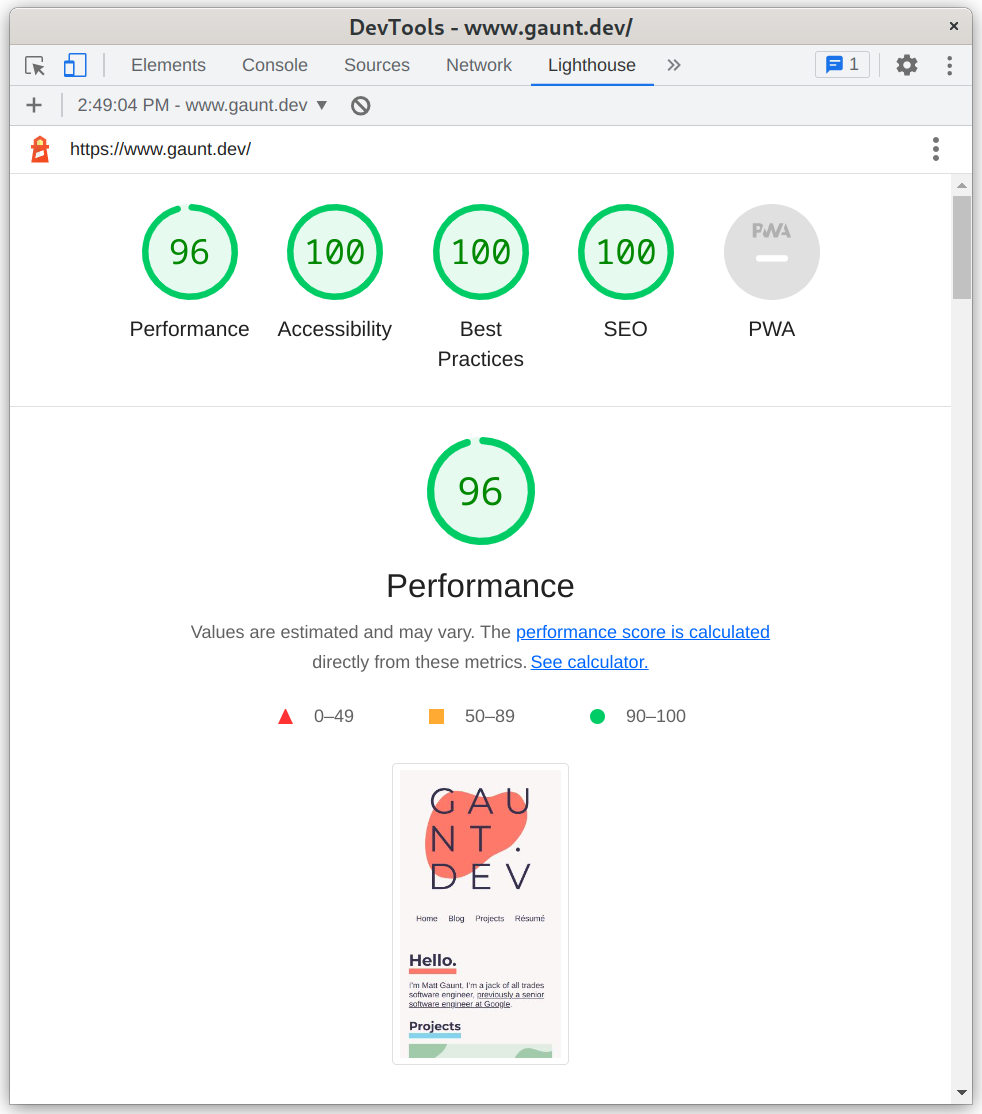 DevTools - www.gaunt.dev/ ×
Elements Console Sources Network Lighthouse » 1
+ 2:49:04 PM - www.gaunt.dev ▼
https://www.gaunt.dev/
96 100 100 100 PWA
Performance Accessibility Best Practices SEO PWA
96
Performance
Values are estimated and may vary. The performance score is calculated
directly from these metrics. See calculator.
0–49 50–89 90–100
GAU
NT.
DEV
Home Blog Projects Résumé
Hello.
I'm Matt Gaunt, I'm a jack of all trades
software engineer, previously a senior
software engineer at Google.
Projects